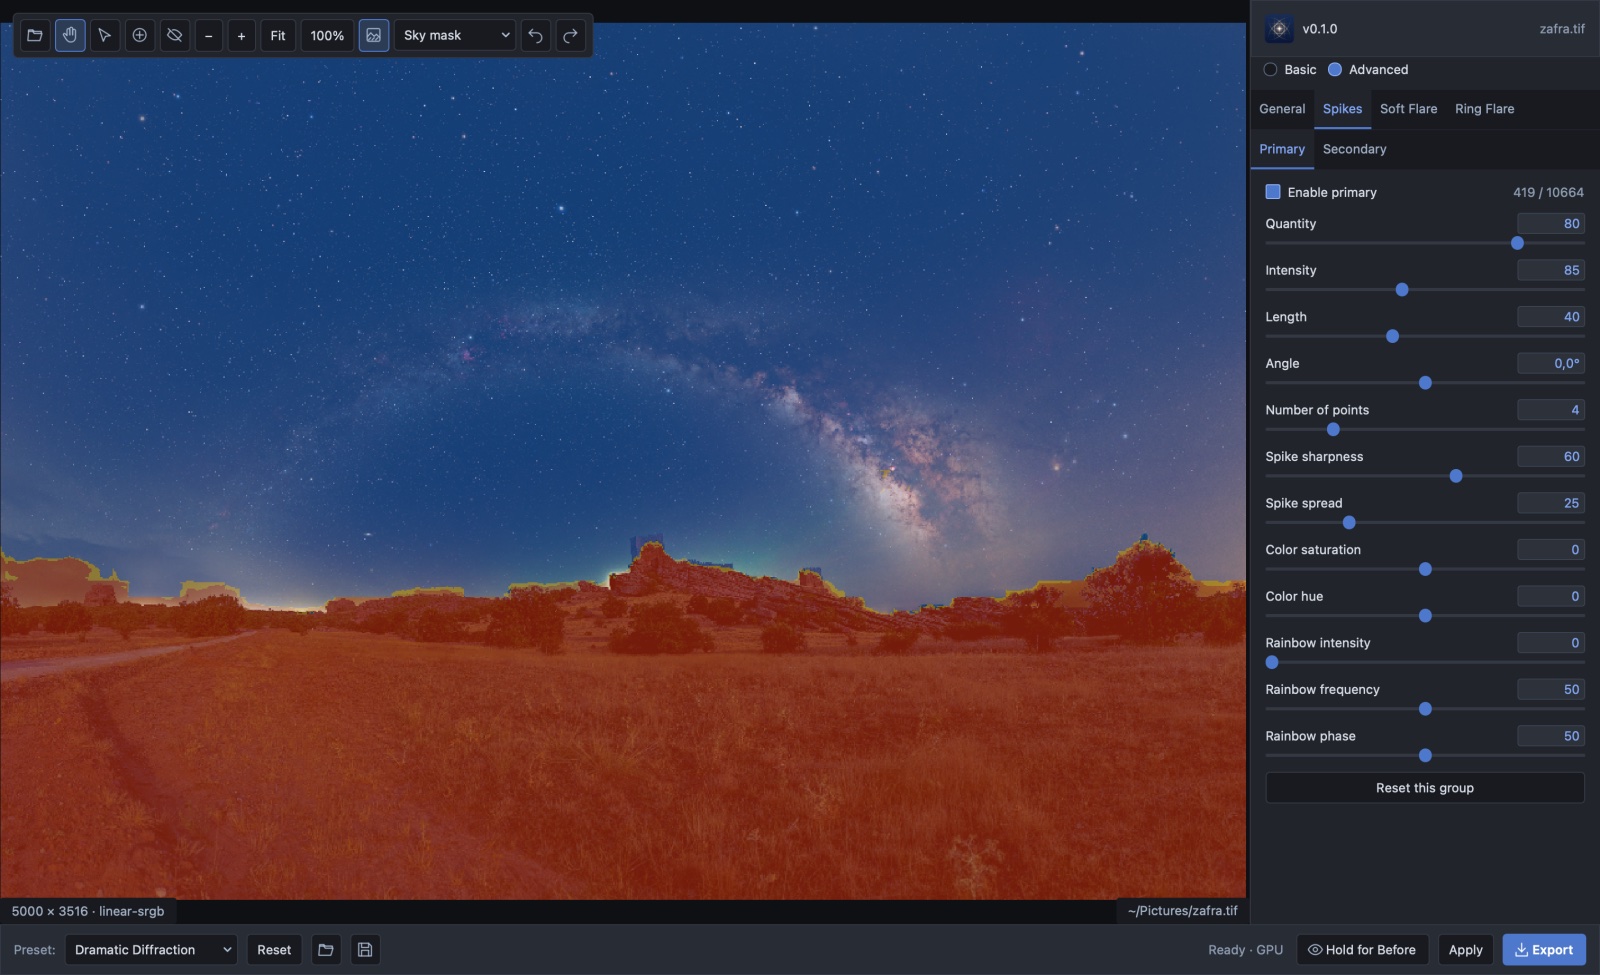 Fit 100% Sky mask
v0.1.0 zafra.tif
Basic Advanced
General Spikes Soft Flare Ring Flare
Primary Secondary
Enable primary 419 / 10664
Quantity 80
Intensity 85
Length 40
Angle 0,0°
Number of points 4
Spike sharpness 60
Spike spread 25
Color saturation 0
Color hue 0
Rainbow intensity 0
Rainbow frequency 50
Rainbow phase 50
Reset this group
5000 × 3516 · linear-srgb ~/Pictures/zafra.tif
Preset: Dramatic Diffraction Reset Ready · GPU Hold for Before Apply Export